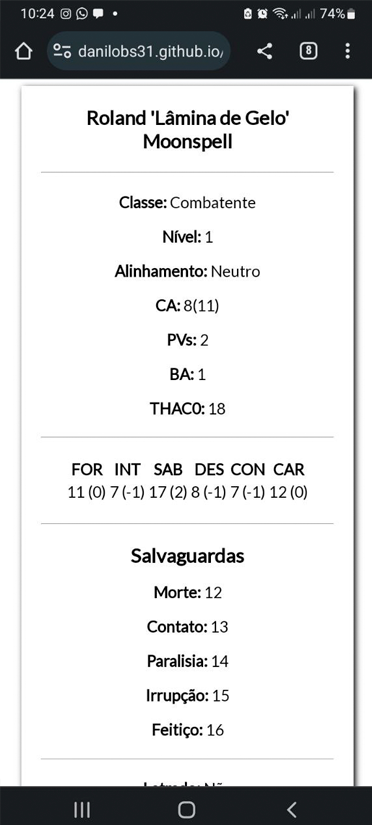 10:24 74%
danilobs31.github.io/ 8
Roland 'Lâmina de Gelo'
Moonspell
Classe: Combatente
Nível: 1
Alinhamento: Neutro
CA: 8(11)
PVs: 2
BA: 1
THAC0: 18
FOR INT SAB DES CON CAR
11 (0) 7 (-1) 17 (2) 8 (-1) 7 (-1) 12 (0)
Salvaguardas
Morte: 12
Contato: 13
Paralisia: 14
Irrupção: 15
Feitiço: 16